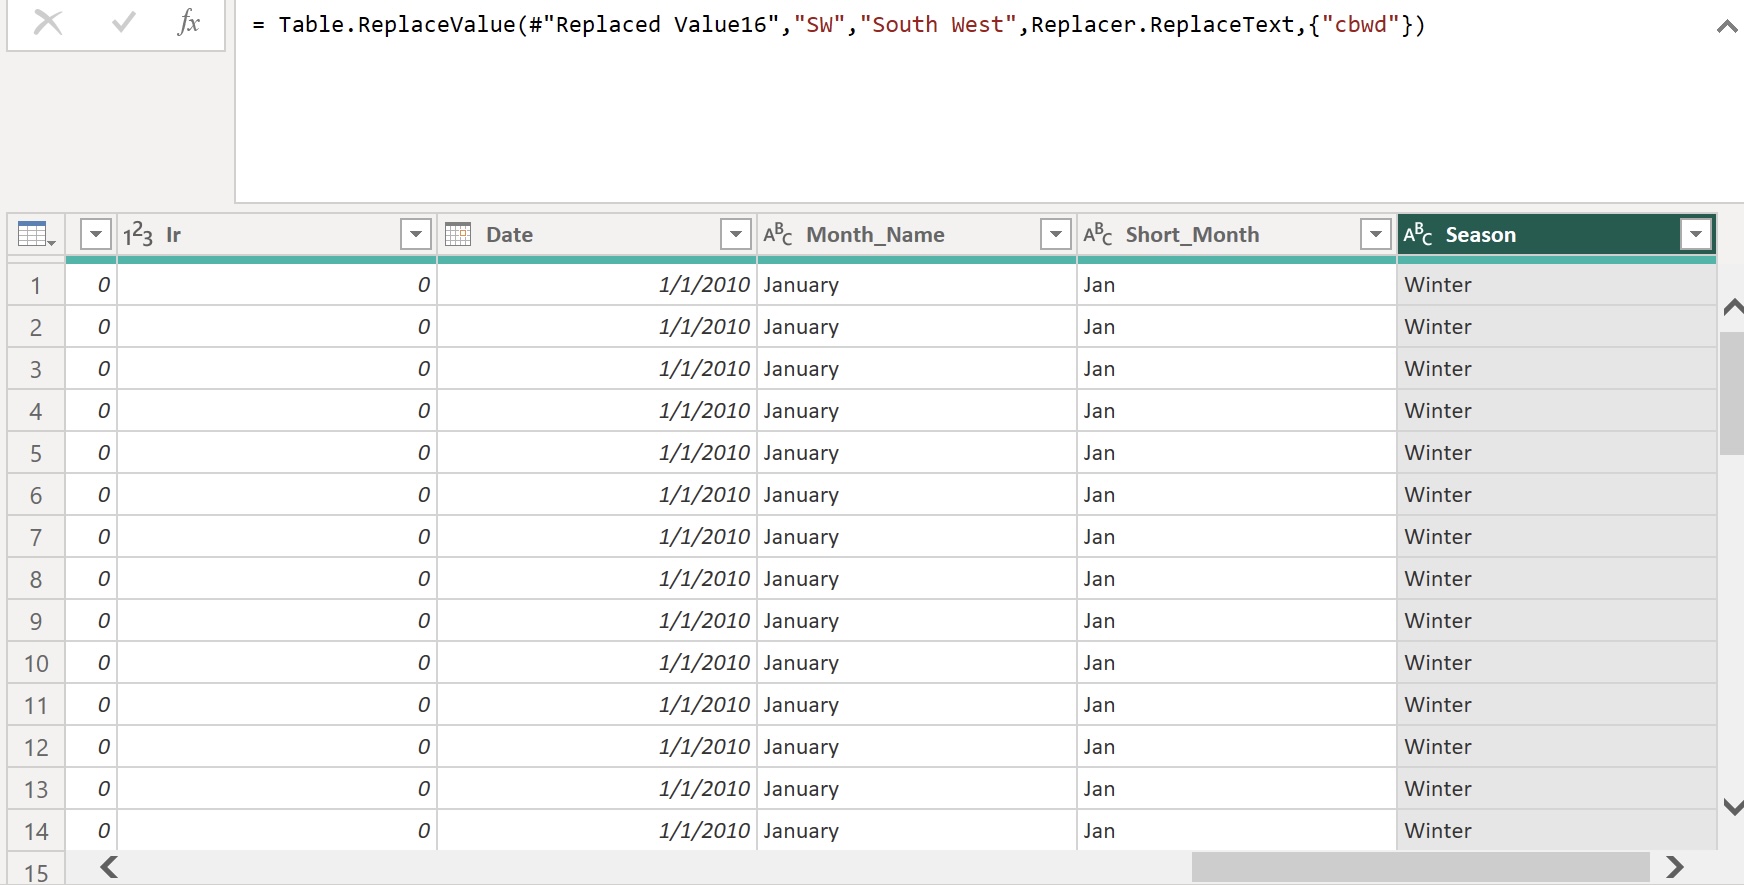 fx
= Table.ReplaceValue(#"Replaced Value16","SW","South West",Replacer.ReplaceText,{"cbwd"})
123 Ir Date ABC Month_Name ABC Short_Month ABC Season
1 0 0 1/1/2010 January Jan Winter
2 0 0 1/1/2010 January Jan Winter
3 0 0 1/1/2010 January Jan Winter
4 0 0 1/1/2010 January Jan Winter
5 0 0 1/1/2010 January Jan Winter
6 0 0 1/1/2010 January Jan Winter
7 0 0 1/1/2010 January Jan Winter
8 0 0 1/1/2010 January Jan Winter
9 0 0 1/1/2010 January Jan Winter
10 0 0 1/1/2010 January Jan Winter
11 0 0 1/1/2010 January Jan Winter
12 0 0 1/1/2010 January Jan Winter
13 0 0 1/1/2010 January Jan Winter
14 0 0 1/1/2010 January Jan Winter
15